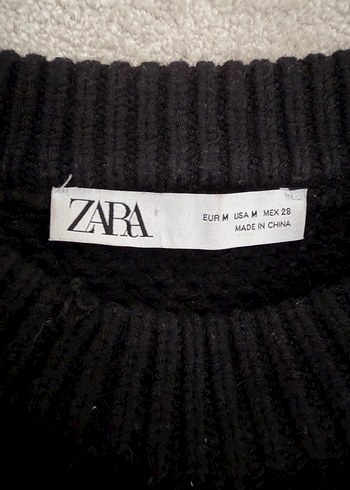 ZARA
EUR M USA M MEX 28
MADE IN CHINA